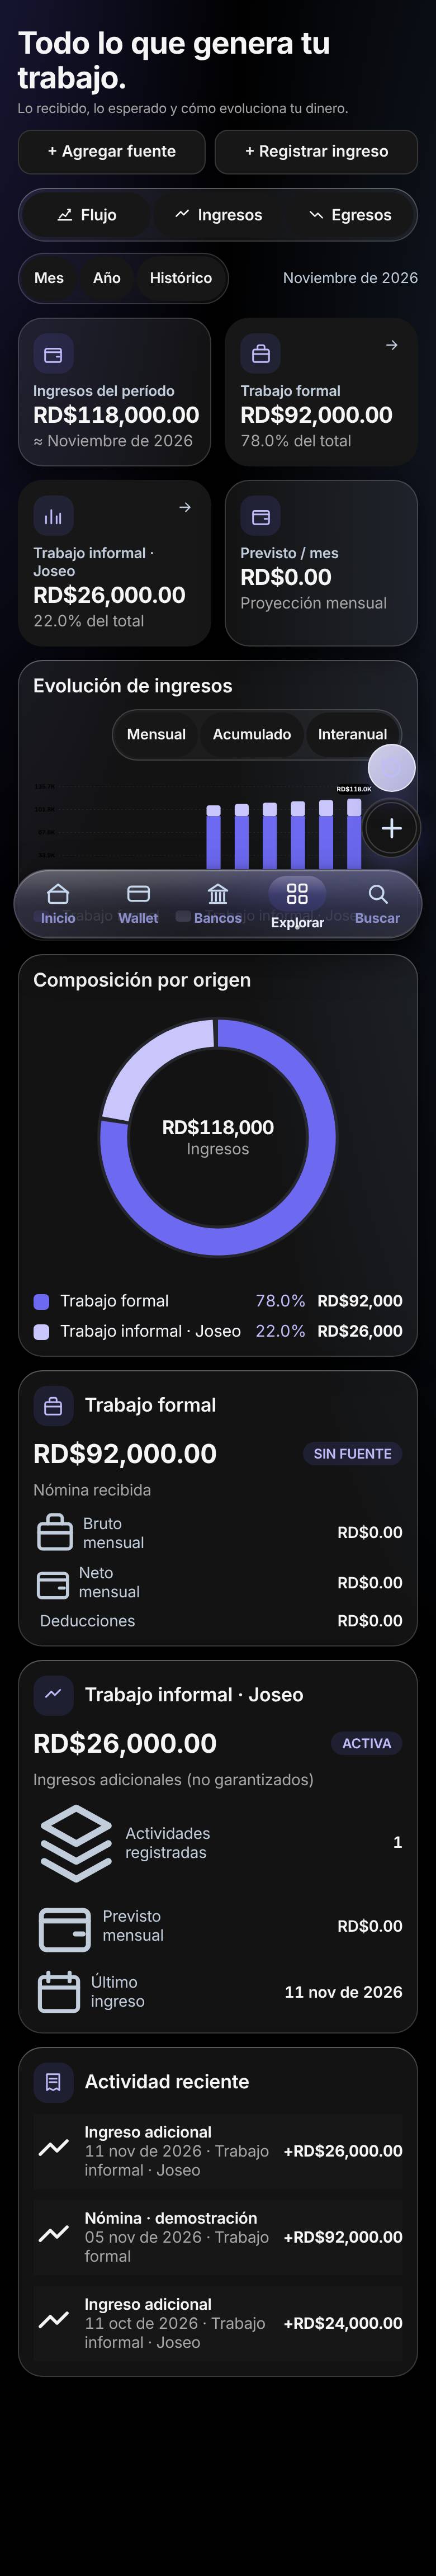 Todo lo que genera tu
trabajo.
Lo recibido, lo esperado y cómo evoluciona tu dinero.
+ Agregar fuente
+ Registrar ingreso
Flujo
Ingresos
Egresos
Mes
Año
Histórico
Noviembre de 2026
Ingresos del período
RD$118,000.00
≈ Noviembre de 2026
Trabajo formal
RD$92,000.00
78.0% del total
Trabajo informal ·
Joseo
RD$26,000.00
22.0% del total
Previsto / mes
RD$0.00
Proyección mensual
Evolución de ingresos
Mensual
Acumulado
Interanual
RD$118.0K
Inicio
Wallet
Bancos
Explorar
Buscar
Composición por origen
RD$118,000
Ingresos
Trabajo formal 78.0% RD$92,000
Trabajo informal · Joseo 22.0% RD$26,000
Trabajo formal
RD$92,000.00
SIN FUENTE
Nómina recibida
Bruto
mensual
RD$0.00
Neto
mensual
RD$0.00
Deducciones RD$0.00
Trabajo informal · Joseo
RD$26,000.00
ACTIVA
Ingresos adicionales (no garantizados)
Actividades
registradas
1
Previsto
mensual
RD$0.00
Último
ingreso
11 nov de 2026
Actividad reciente
Ingreso adicional
11 nov de 2026 · Trabajo
informal · Joseo
+RD$26,000.00
Nómina · demostración
05 nov de 2026 · Trabajo
formal
+RD$92,000.00
Ingreso adicional
11 oct de 2026 · Trabajo
informal · Joseo
+RD$24,000.00